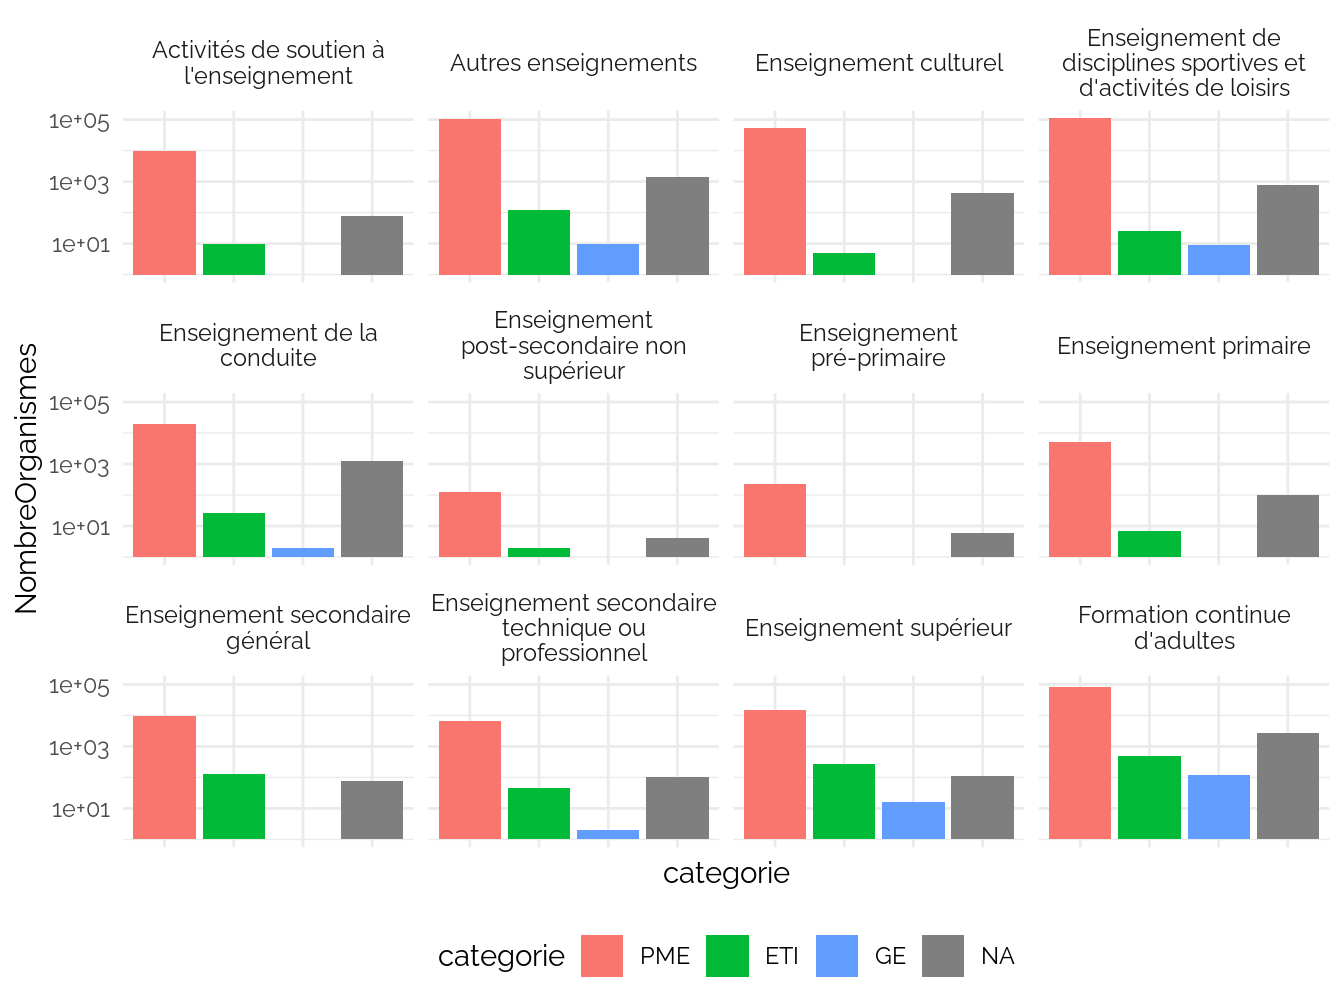 Activités de soutien à
l'enseignement
Autres enseignements
Enseignement culturel
Enseignement de
disciplines sportives et
d'activités de loisirs
1e+05
1e+03
1e+01
Enseignement de la
conduite
Enseignement
post-secondaire non
supérieur
Enseignement
pré-primaire
Enseignement primaire
1e+05
1e+03
1e+01
NombreOrganismes
Enseignement secondaire
général
Enseignement secondaire
technique ou
professionnel
Enseignement supérieur
Formation continue
d'adultes
1e+05
1e+03
1e+01
categorie
categorie PME ETI GE NA